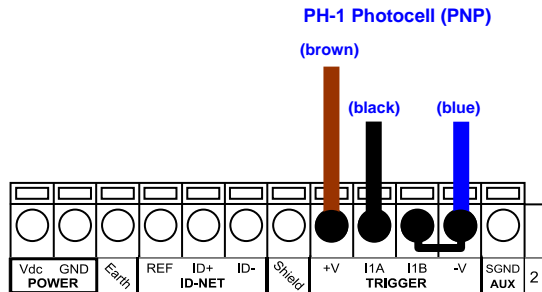 PH-1 Photocell (PNP)
(brown)
(black) (blue)
Vdc GND Earth REF ID+ ID- Shield +V I1A I1B -V SGND 2
POWER ID-NET TRIGGER AUX